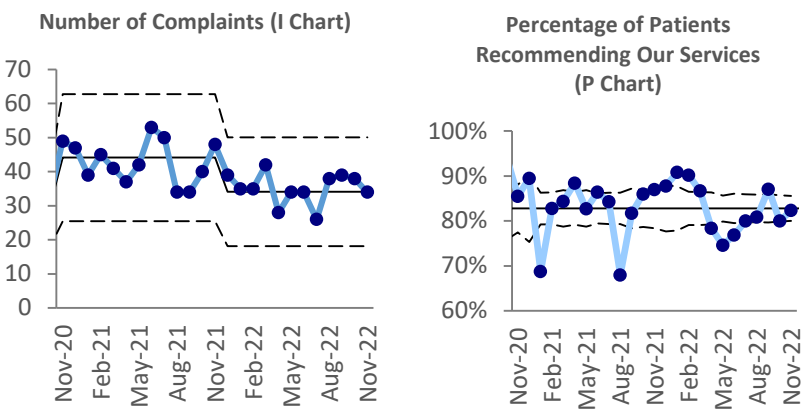 Number of Complaints (I Chart)
70
60
50
40
30
20
10
0
Nov-20
Feb-21
May-21
Aug-21
Nov-21
Feb-22
May-22
Aug-22
Nov-22
Percentage of Patients
Recommending Our Services
(P Chart)
100%
90%
80%
70%
60%
Nov-20
Feb-21
May-21
Aug-21
Nov-21
Feb-22
May-22
Aug-22
Nov-22